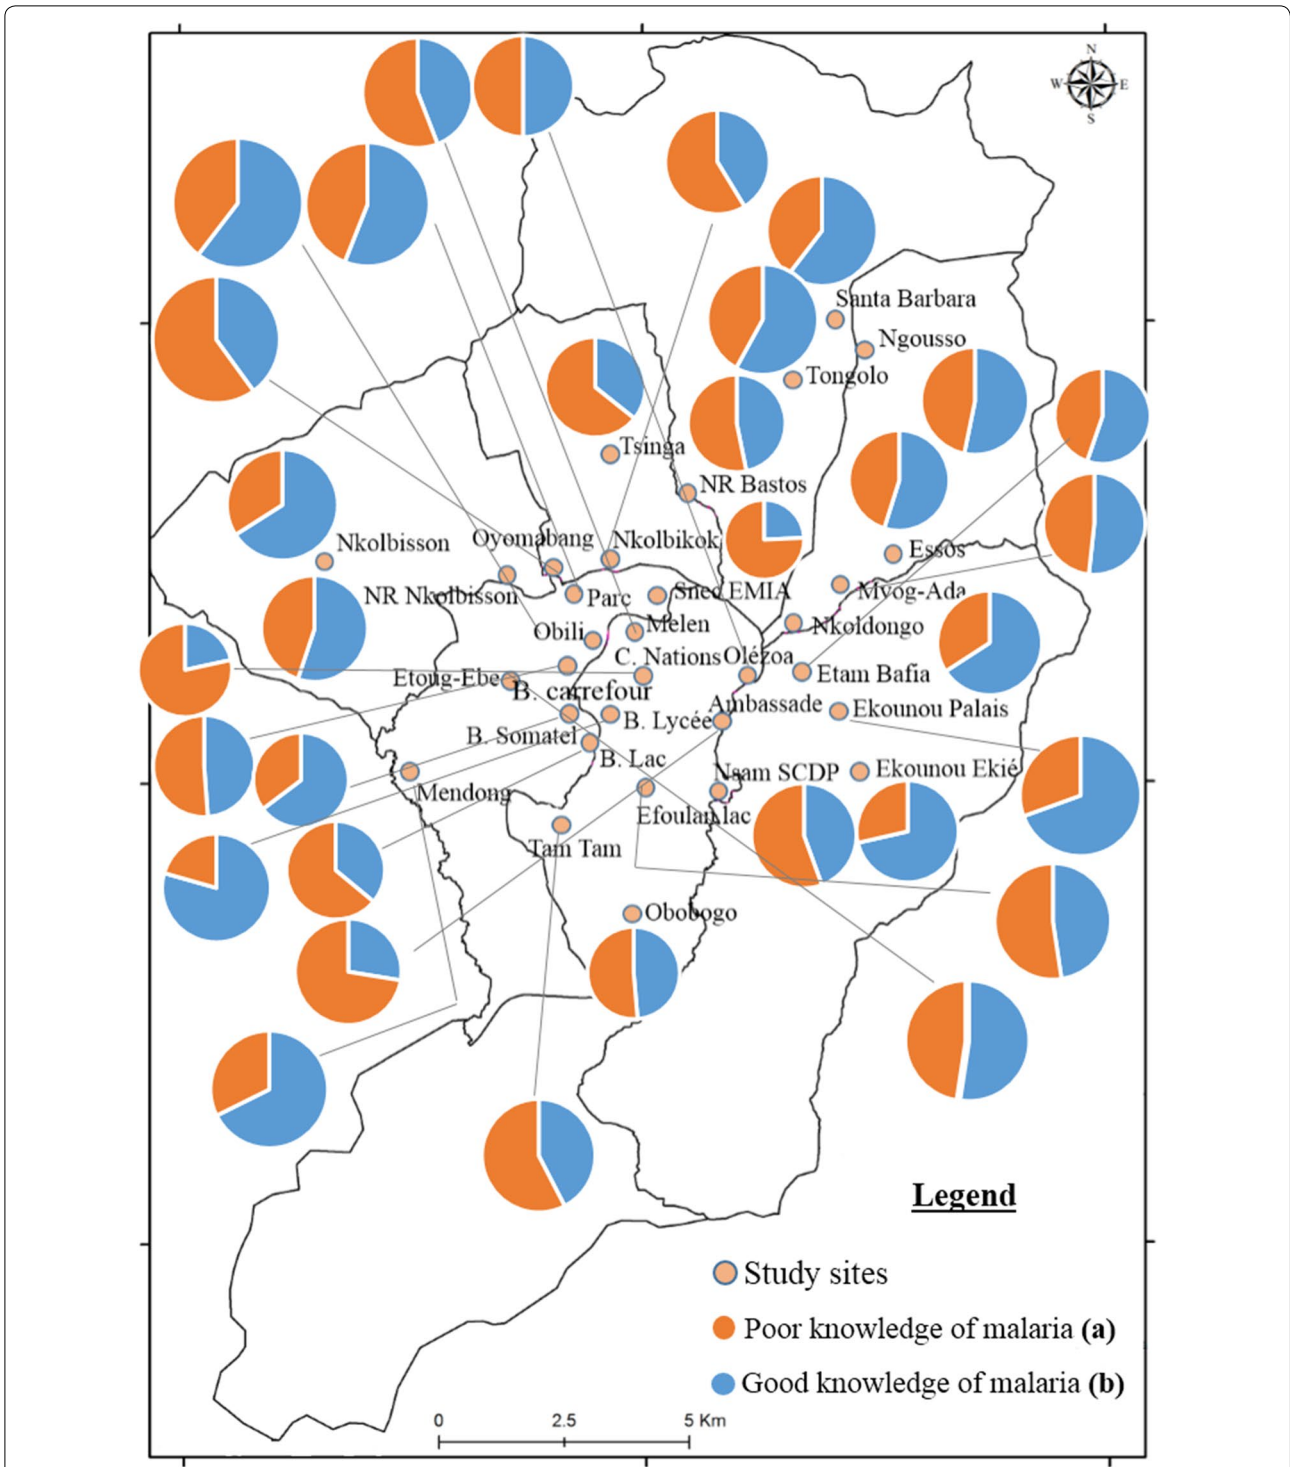 N
W E
S
Santa Barbara
Ngousso
Tongolo
Tsinga
NR Bastos
Nkolbisson
Oyomabang
Nkolbikok
Essos
NR Nkolbisson
Parc
Snec EMIA
Mvog-Ada
Obili
Melen
Nkoldongo
C. Nations
Olézoa
Etoug-Ebe
B. carrefour
Etam Bafia
Ambassade
Ekounou Palais
B. Lycée
B. Somatel
B. Lac
Nsam SCDP
Ekounou Ekié
Mendong
Efoulan lac
Tam Tam
Obobogo
Legend
Study sites
Poor knowledge of malaria (a)
Good knowledge of malaria (b)
0 2.5 5 Km